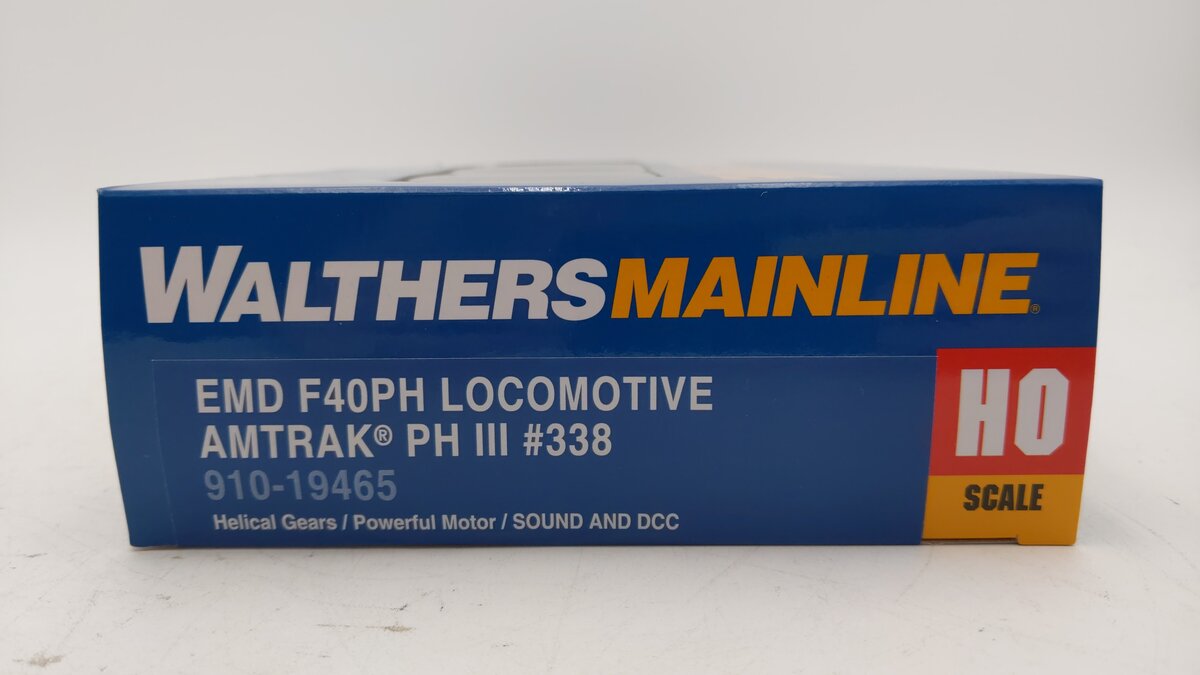 WALTHERSMAINLINE®
EMD F40PH LOCOMOTIVE
AMTRAK® PH III #338
910-19465
Helical Gears / Powerful Motor / SOUND AND DCC
HO
SCALE